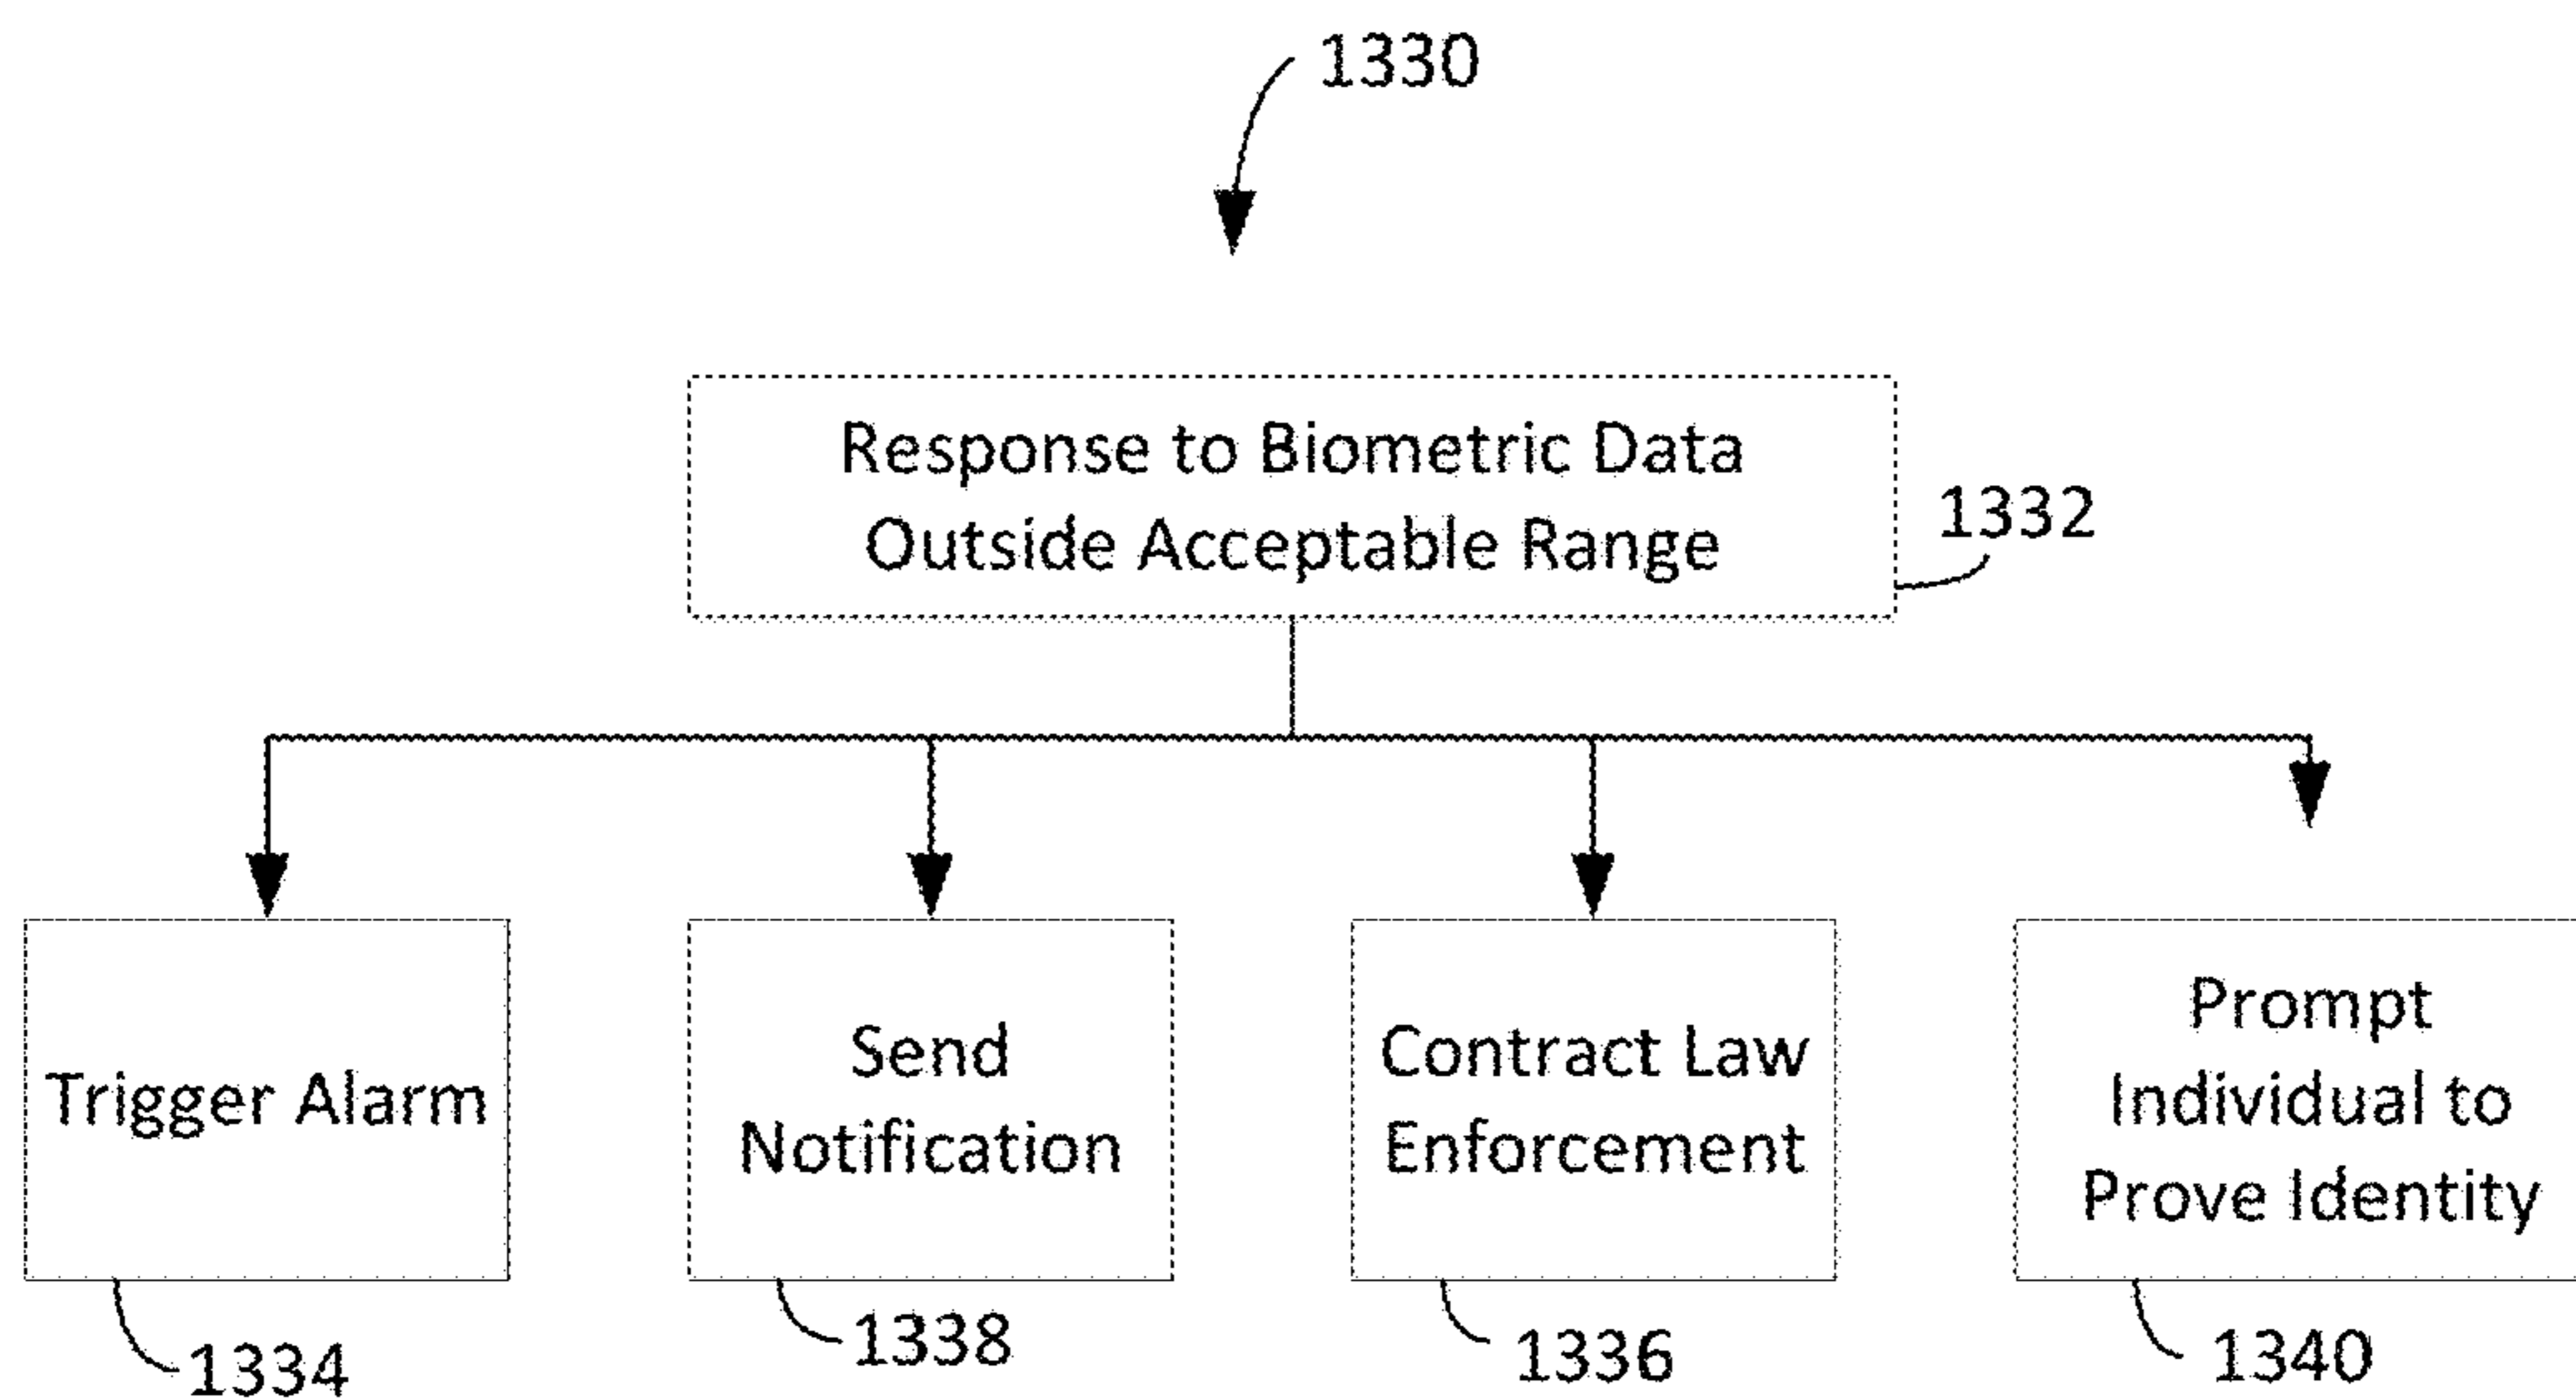 1330
Response to Biometric Data
Outside Acceptable Range
1332
Trigger Alarm
Send
Notification
Contract Law
Enforcement
Prompt
Individual to
Prove Identity
1334
1338
1336
1340